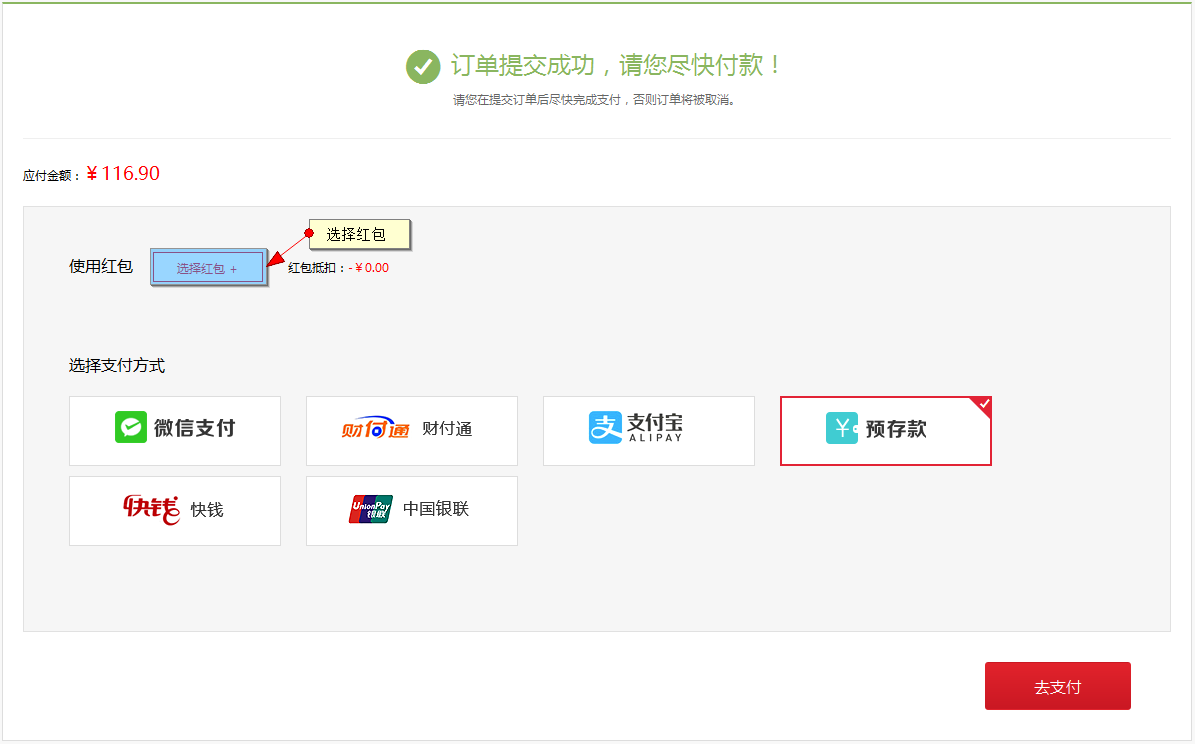 订单提交成功，请您尽快付款！
请您在提交订单后尽快完成支付，否则订单将被取消。
应付金额：￥116.90
选择红包
使用红包 选择红包 + 红包抵扣：-￥0.00
选择支付方式
微信支付 财付通 财付通 支付宝 预存款
ALIPAY
快钱 快钱 UnionPay 银联 中国银联
去支付